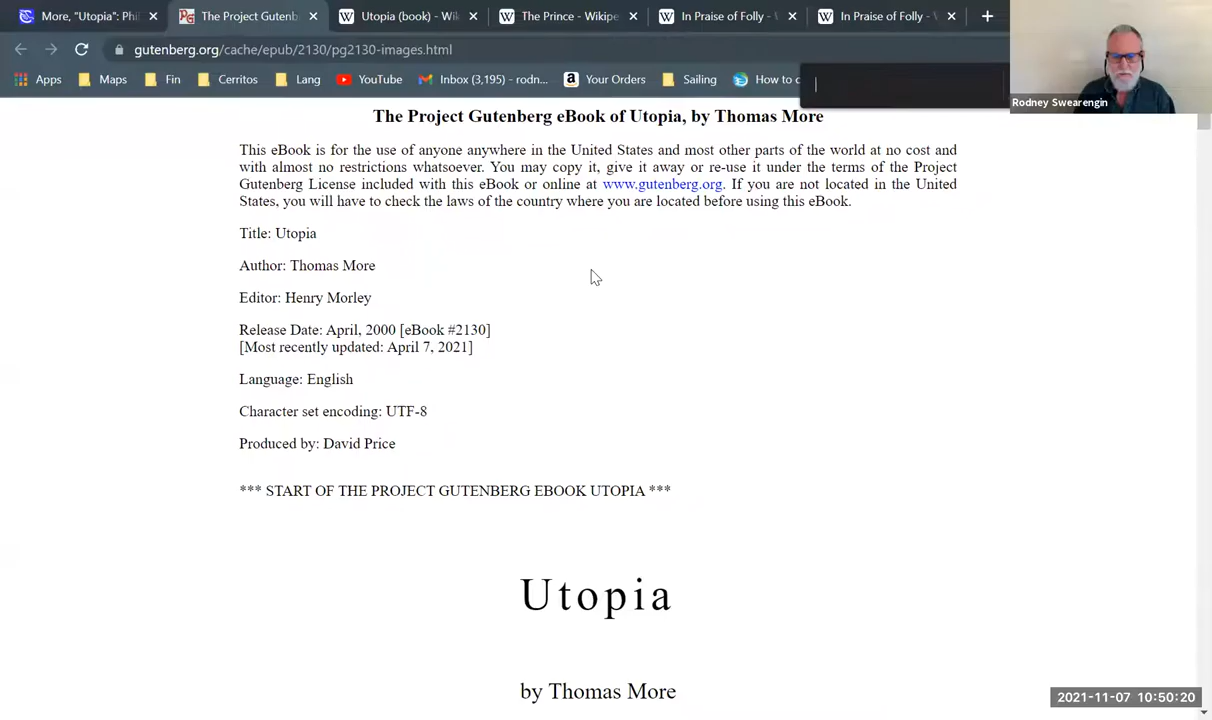 More, "Utopia": Phil
The Project Gutenb
Utopia (book) - Wik
The Prince - Wikipe
In Praise of Folly - W
In Praise of Folly - W
gutenberg.org/cache/epub/2130/pg2130-images.html
Apps Maps Fin Cerritos Lang YouTube Inbox (3,195) - rodn... Your Orders Sailing How to c
Rodney Swearengin
The Project Gutenberg eBook of Utopia, by Thomas More
This eBook is for the use of anyone anywhere in the United States and most other parts of the world at no cost and
with almost no restrictions whatsoever. You may copy it, give it away or re-use it under the terms of the Project
Gutenberg License included with this eBook or online at www.gutenberg.org. If you are not located in the United
States, you will have to check the laws of the country where you are located before using this eBook.
Title: Utopia
Author: Thomas More
Editor: Henry Morley
Release Date: April, 2000 [eBook #2130]
[Most recently updated: April 7, 2021]
Language: English
Character set encoding: UTF-8
Produced by: David Price
*** START OF THE PROJECT GUTENBERG EBOOK UTOPIA ***
Utopia
by Thomas More
2021-11-07 10:50:20